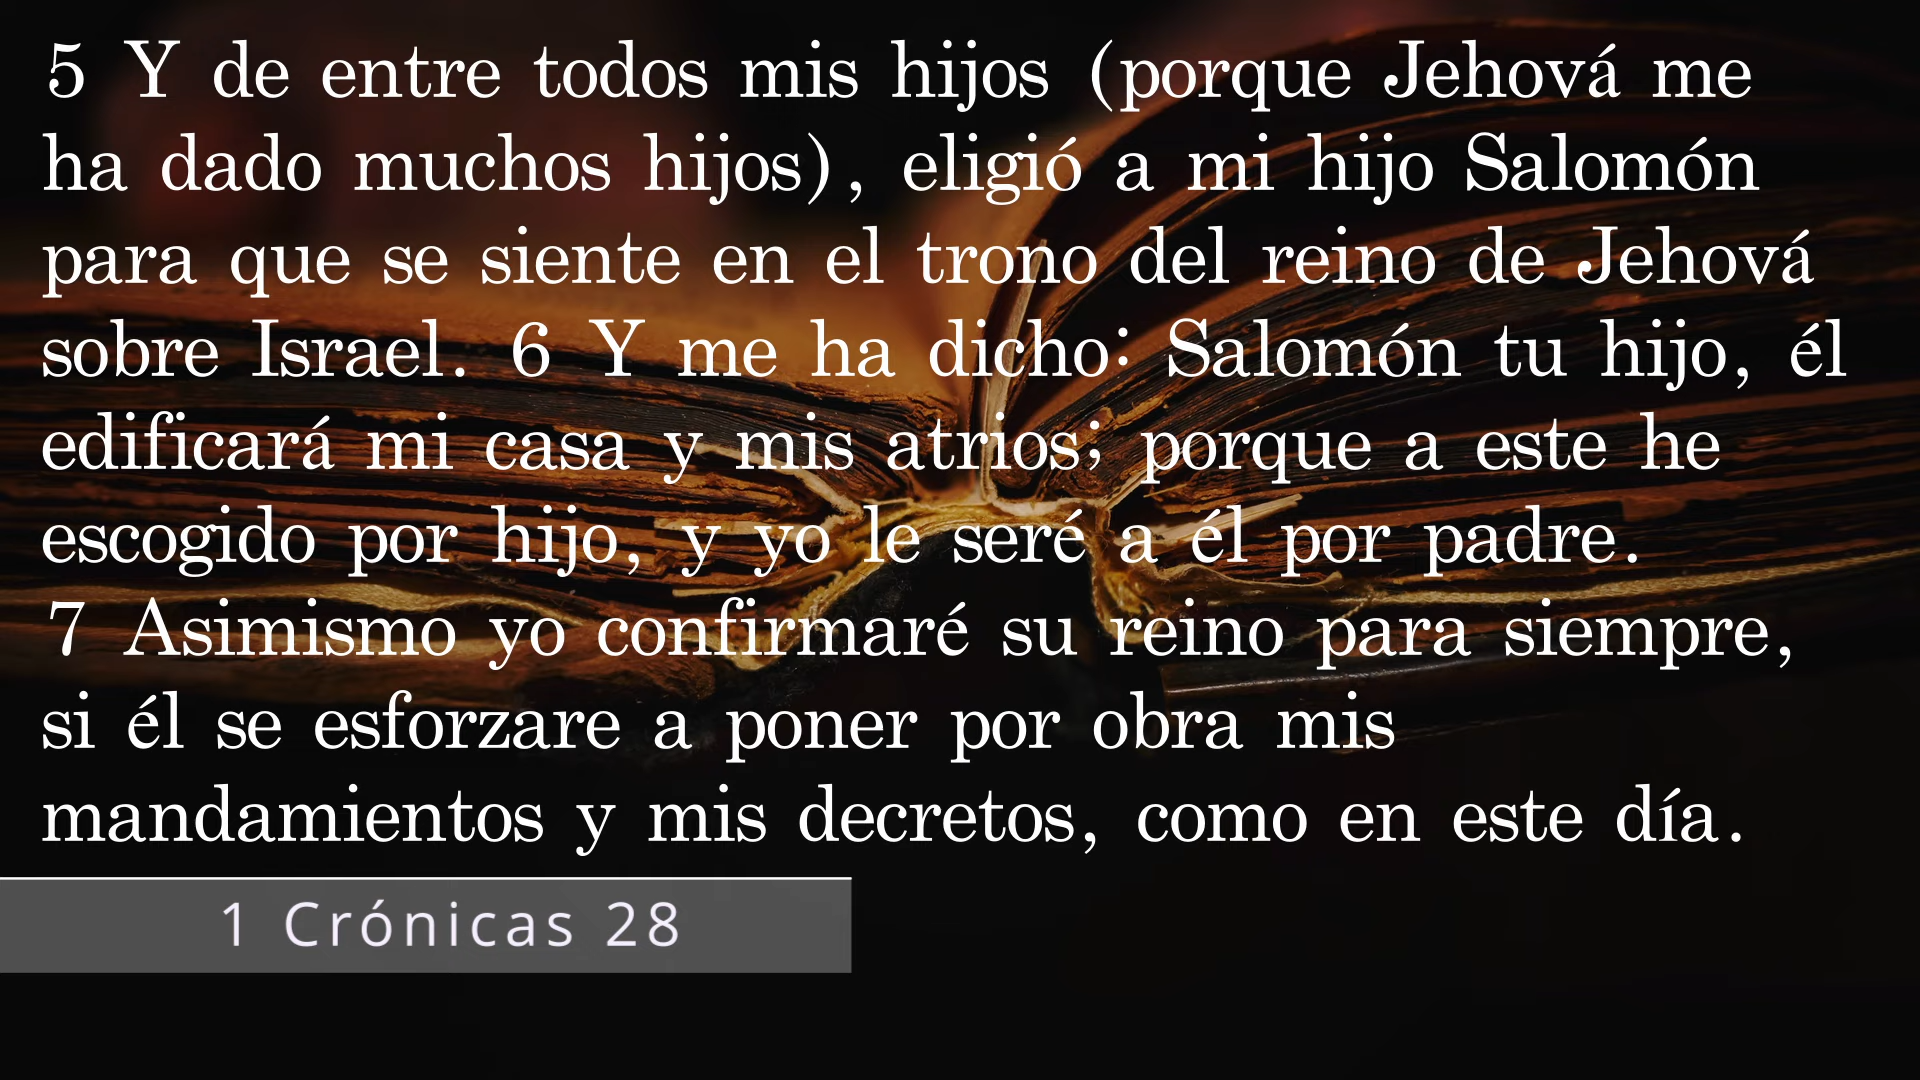 5 Y de entre todos mis hijos (porque Jehová me
ha dado muchos hijos), eligió a mi hijo Salomón
para que se siente en el trono del reino de Jehová
sobre Israel. 6 Y me ha dicho: Salomón tu hijo, él
edificará mi casa y mis atrios; porque a este he
escogido por hijo, y yo le seré a él por padre.
7 Asimismo yo confirmaré su reino para siempre,
si él se esforzare a poner por obra mis
mandamientos y mis decretos, como en este día.
1 Crónicas 28